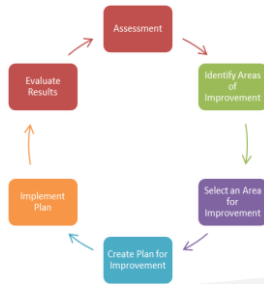 Assessment
Identify Areas
of
Improvement
Select an Area
for
Improvement
Create Plan for
Improvement
Implement
Plan
Evaluate
Results